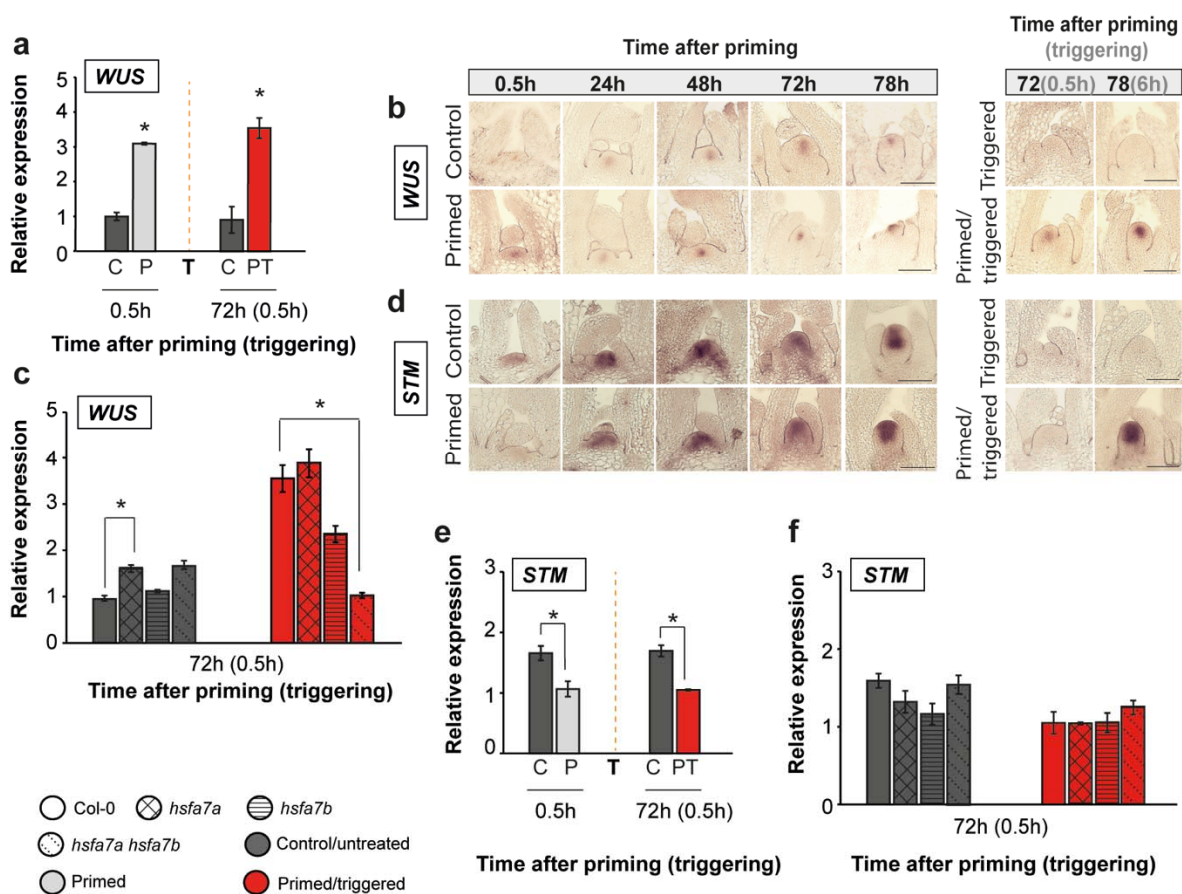 a
WUS
Relative expression
5
4
3
2
1
0
*
*
C P T C PT
0.5h 72h (0.5h)
Time after priming (triggering)
b
Time after priming
0.5h 24h 48h 72h 78h
WUS
Control
Primed
Time after priming
(triggering)
72(0.5h) 78(6h)
Triggered
Primed/
triggered
c
WUS
Relative expression
5
4
3
2
1
0
*
*
72h (0.5h)
Time after priming (triggering)
d
STM
Control
Primed
Triggered
Primed/
triggered
e
STM
Relative expression
3
2
1
0
*
*
C P T C PT
0.5h 72h (0.5h)
Time after priming (triggering)
f
STM
Relative expression
3
2
1
0
72h (0.5h)
Time after priming (triggering)
Col-0 hsfa7a hsfa7b
hsfa7a hsfa7b Control/untreated
Primed Primed/triggered